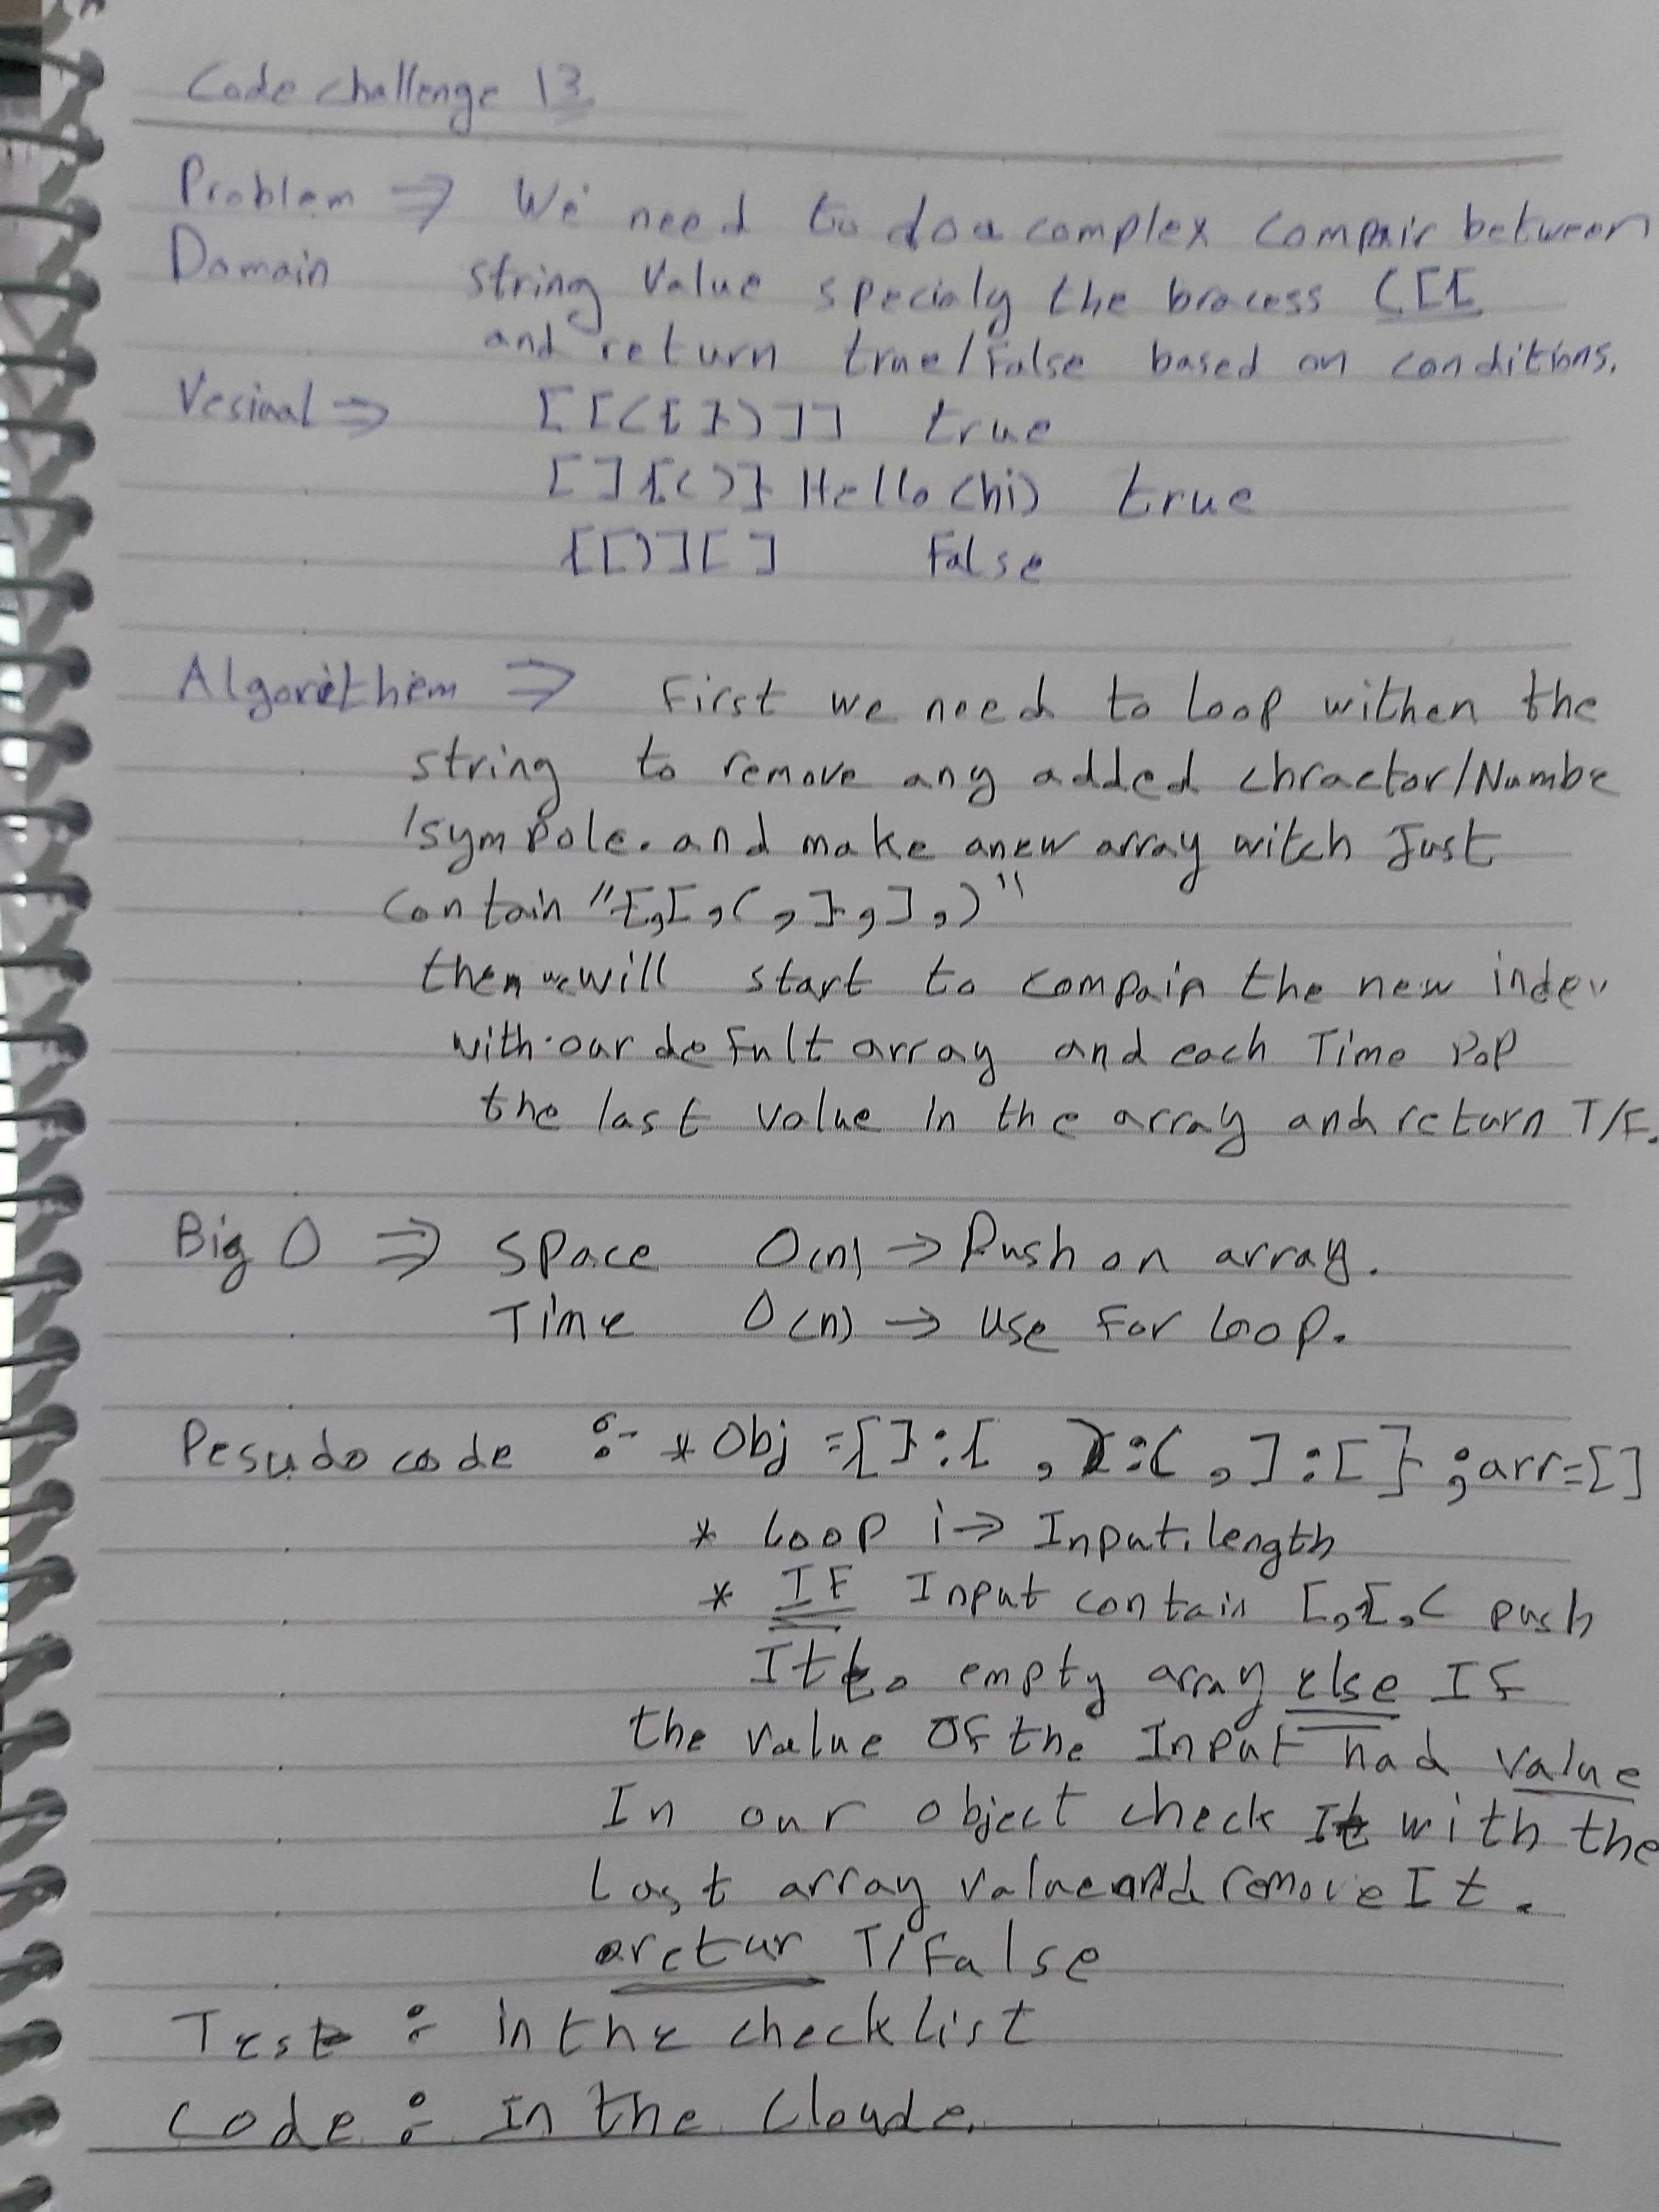 Code challenge 13
Problem ⇒ We need to do a complex compair between
Domain string Value specialy the bracess ([{
and return true/False based on conditions.
Vesiual ⇒ [[({})]] true
[]{()} Hello(hi) true
{[)][] False
Algorithem ⇒ First we need to loop withen the
string to remove any added chractor/Numbe
/sympole. and make anew array witch Just
contain "{,[,(,},],)"
then we will start to compair the new index
with our defult array and each Time pop
the last value in the array and return T/F.
Big O ⇒ Space O(n) → Push on array.
Time O(n) → Use For loop.
Pesudo code :- * Obj ={}:{ , ):( , ]:[} ; arr=[]
* Loop i→ Input.length
* IF Input contain [,{,( push
It to empty array else IF
the value OF the Input had value
In our object check It with the
Last array value and remove It.
retur T/False
Test : in the checklist
Code : In the Cloude.